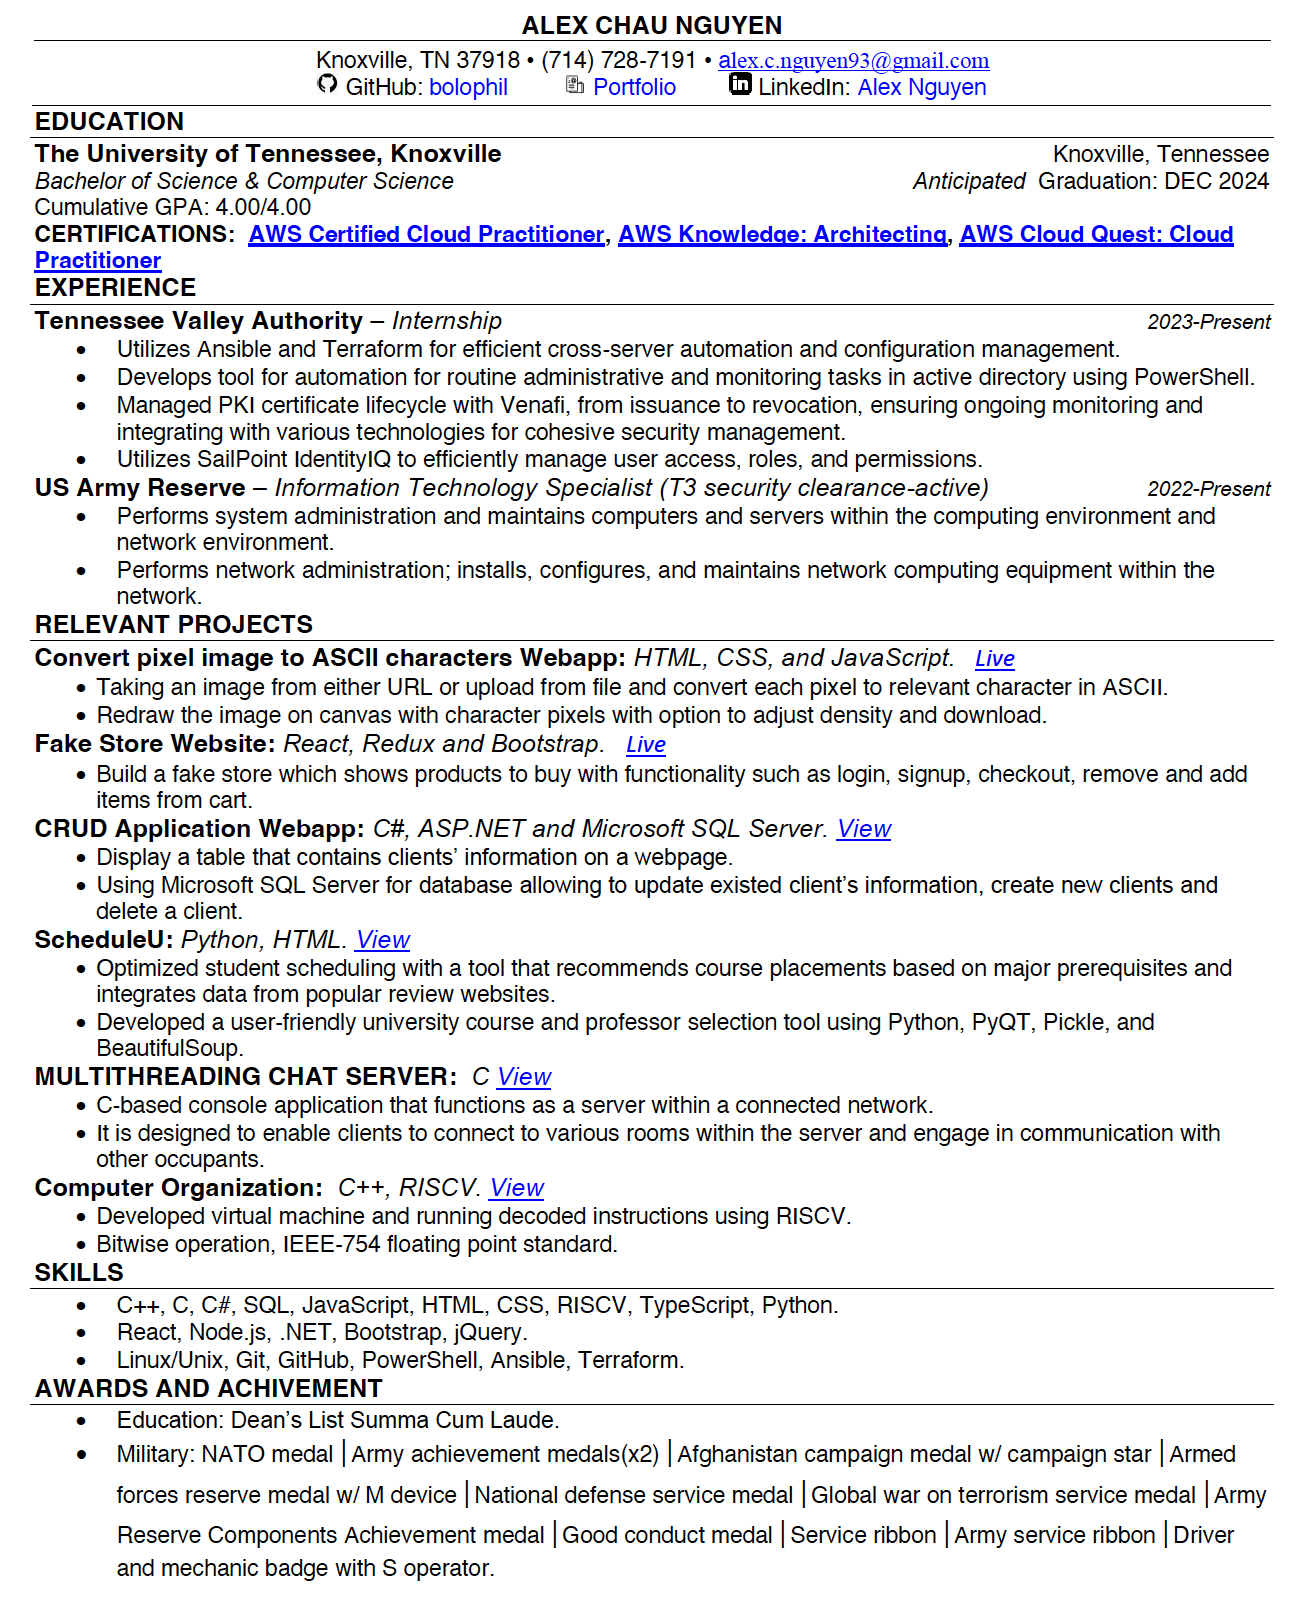 ALEX CHAU NGUYEN
Knoxville, TN 37918 • (714) 728-7191 • alex.c.nguyen93@gmail.com
GitHub: bolophil Portfolio LinkedIn: Alex Nguyen
EDUCATION
The University of Tennessee, Knoxville Knoxville, Tennessee
Bachelor of Science & Computer Science Anticipated Graduation: DEC 2024
Cumulative GPA: 4.00/4.00
CERTIFICATIONS: AWS Certified Cloud Practitioner, AWS Knowledge: Architecting, AWS Cloud Quest: Cloud
Practitioner
EXPERIENCE
Tennessee Valley Authority – Internship 2023-Present
• Utilizes Ansible and Terraform for efficient cross-server automation and configuration management.
• Develops tool for automation for routine administrative and monitoring tasks in active directory using PowerShell.
• Managed PKI certificate lifecycle with Venafi, from issuance to revocation, ensuring ongoing monitoring and
integrating with various technologies for cohesive security management.
• Utilizes SailPoint IdentityIQ to efficiently manage user access, roles, and permissions.
US Army Reserve – Information Technology Specialist (T3 security clearance-active) 2022-Present
• Performs system administration and maintains computers and servers within the computing environment and
network environment.
• Performs network administration; installs, configures, and maintains network computing equipment within the
network.
RELEVANT PROJECTS
Convert pixel image to ASCII characters Webapp: HTML, CSS, and JavaScript. Live
• Taking an image from either URL or upload from file and convert each pixel to relevant character in ASCII.
• Redraw the image on canvas with character pixels with option to adjust density and download.
Fake Store Website: React, Redux and Bootstrap. Live
• Build a fake store which shows products to buy with functionality such as login, signup, checkout, remove and add
items from cart.
CRUD Application Webapp: C#, ASP.NET and Microsoft SQL Server. View
• Display a table that contains clients’ information on a webpage.
• Using Microsoft SQL Server for database allowing to update existed client’s information, create new clients and
delete a client.
ScheduleU: Python, HTML. View
• Optimized student scheduling with a tool that recommends course placements based on major prerequisites and
integrates data from popular review websites.
• Developed a user-friendly university course and professor selection tool using Python, PyQT, Pickle, and
BeautifulSoup.
MULTITHREADING CHAT SERVER: C View
• C-based console application that functions as a server within a connected network.
• It is designed to enable clients to connect to various rooms within the server and engage in communication with
other occupants.
Computer Organization: C++, RISCV. View
• Developed virtual machine and running decoded instructions using RISCV.
• Bitwise operation, IEEE-754 floating point standard.
SKILLS
• C++, C, C#, SQL, JavaScript, HTML, CSS, RISCV, TypeScript, Python.
• React, Node.js, .NET, Bootstrap, jQuery.
• Linux/Unix, Git, GitHub, PowerShell, Ansible, Terraform.
AWARDS AND ACHIVEMENT
• Education: Dean’s List Summa Cum Laude.
• Military: NATO medal | Army achievement medals(x2) | Afghanistan campaign medal w/ campaign star | Armed
forces reserve medal w/ M device | National defense service medal | Global war on terrorism service medal | Army
Reserve Components Achievement medal | Good conduct medal | Service ribbon | Army service ribbon | Driver
and mechanic badge with S operator.